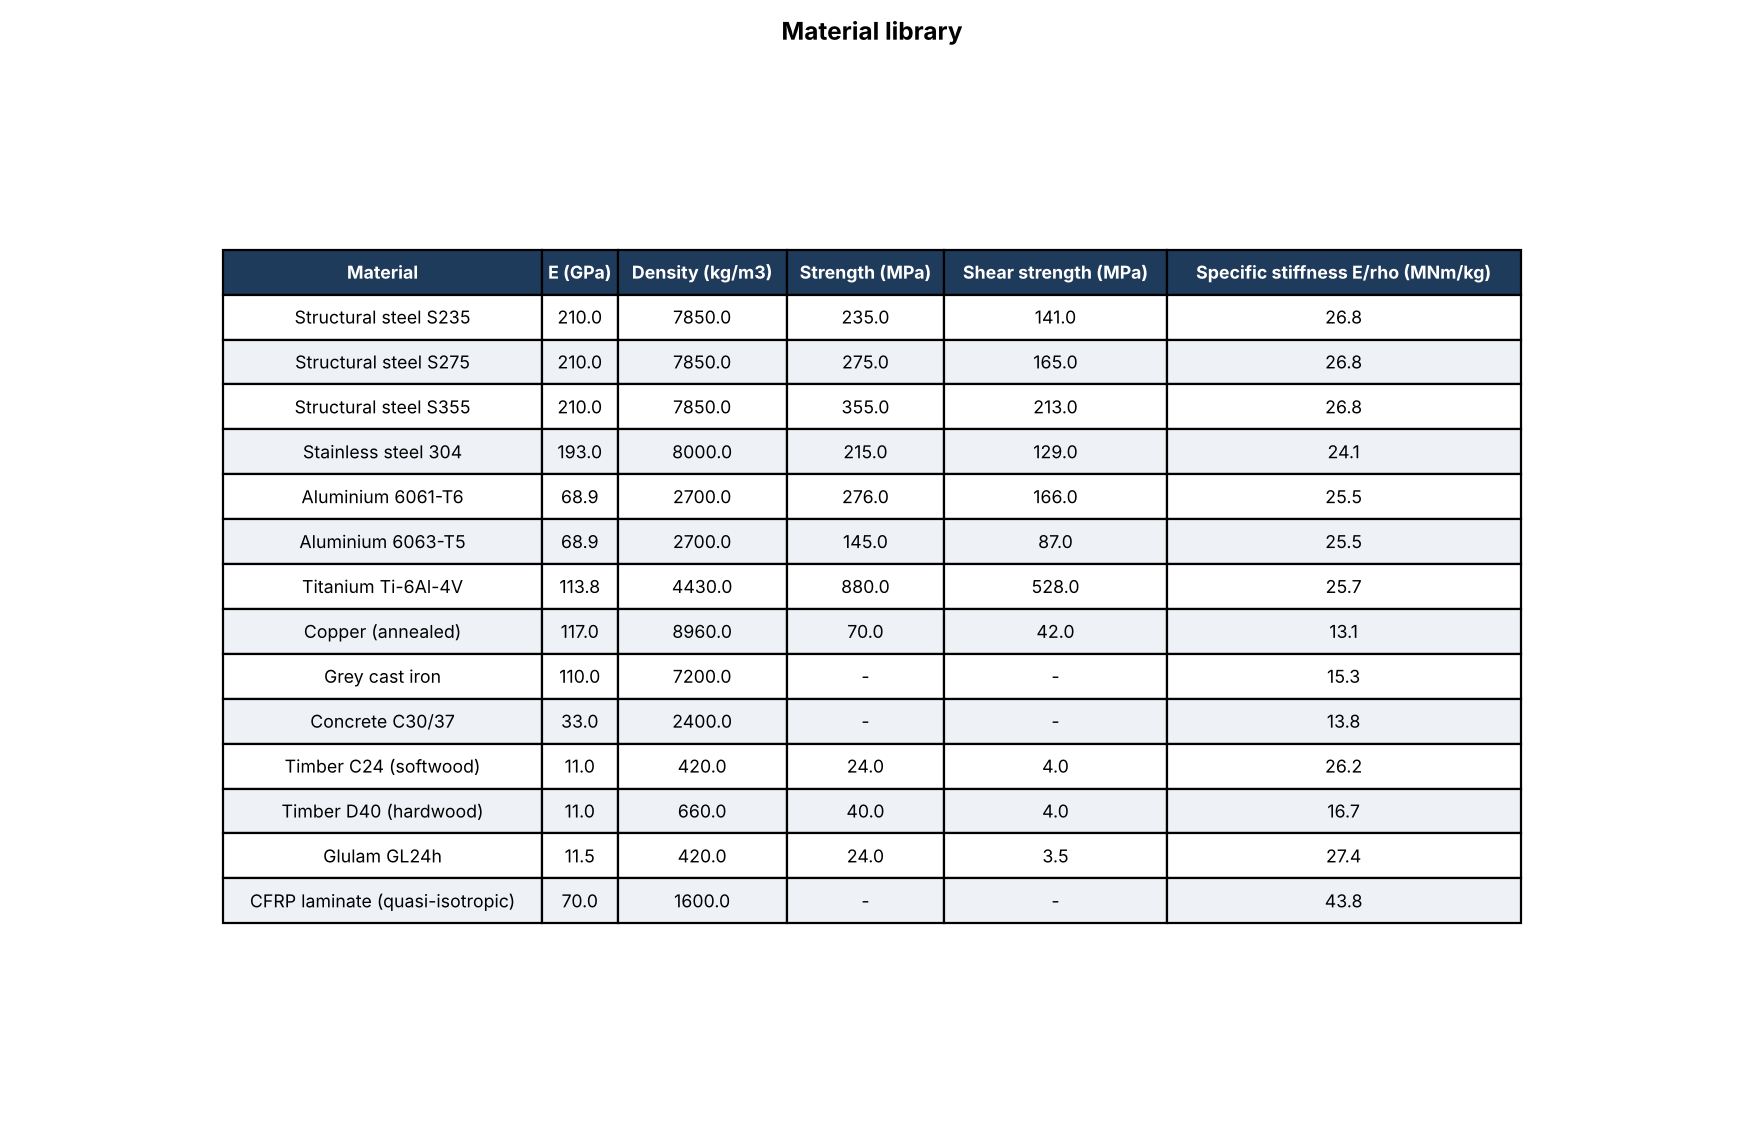 Material library
Material E (GPa) Density (kg/m3) Strength (MPa) Shear strength (MPa) Specific stiffness E/rho (MNm/kg)
Structural steel S235 210.0 7850.0 235.0 141.0 26.8
Structural steel S275 210.0 7850.0 275.0 165.0 26.8
Structural steel S355 210.0 7850.0 355.0 213.0 26.8
Stainless steel 304 193.0 8000.0 215.0 129.0 24.1
Aluminium 6061-T6 68.9 2700.0 276.0 166.0 25.5
Aluminium 6063-T5 68.9 2700.0 145.0 87.0 25.5
Titanium Ti-6Al-4V 113.8 4430.0 880.0 528.0 25.7
Copper (annealed) 117.0 8960.0 70.0 42.0 13.1
Grey cast iron 110.0 7200.0 - - 15.3
Concrete C30/37 33.0 2400.0 - - 13.8
Timber C24 (softwood) 11.0 420.0 24.0 4.0 26.2
Timber D40 (hardwood) 11.0 660.0 40.0 4.0 16.7
Glulam GL24h 11.5 420.0 24.0 3.5 27.4
CFRP laminate (quasi-isotropic) 70.0 1600.0 - - 43.8